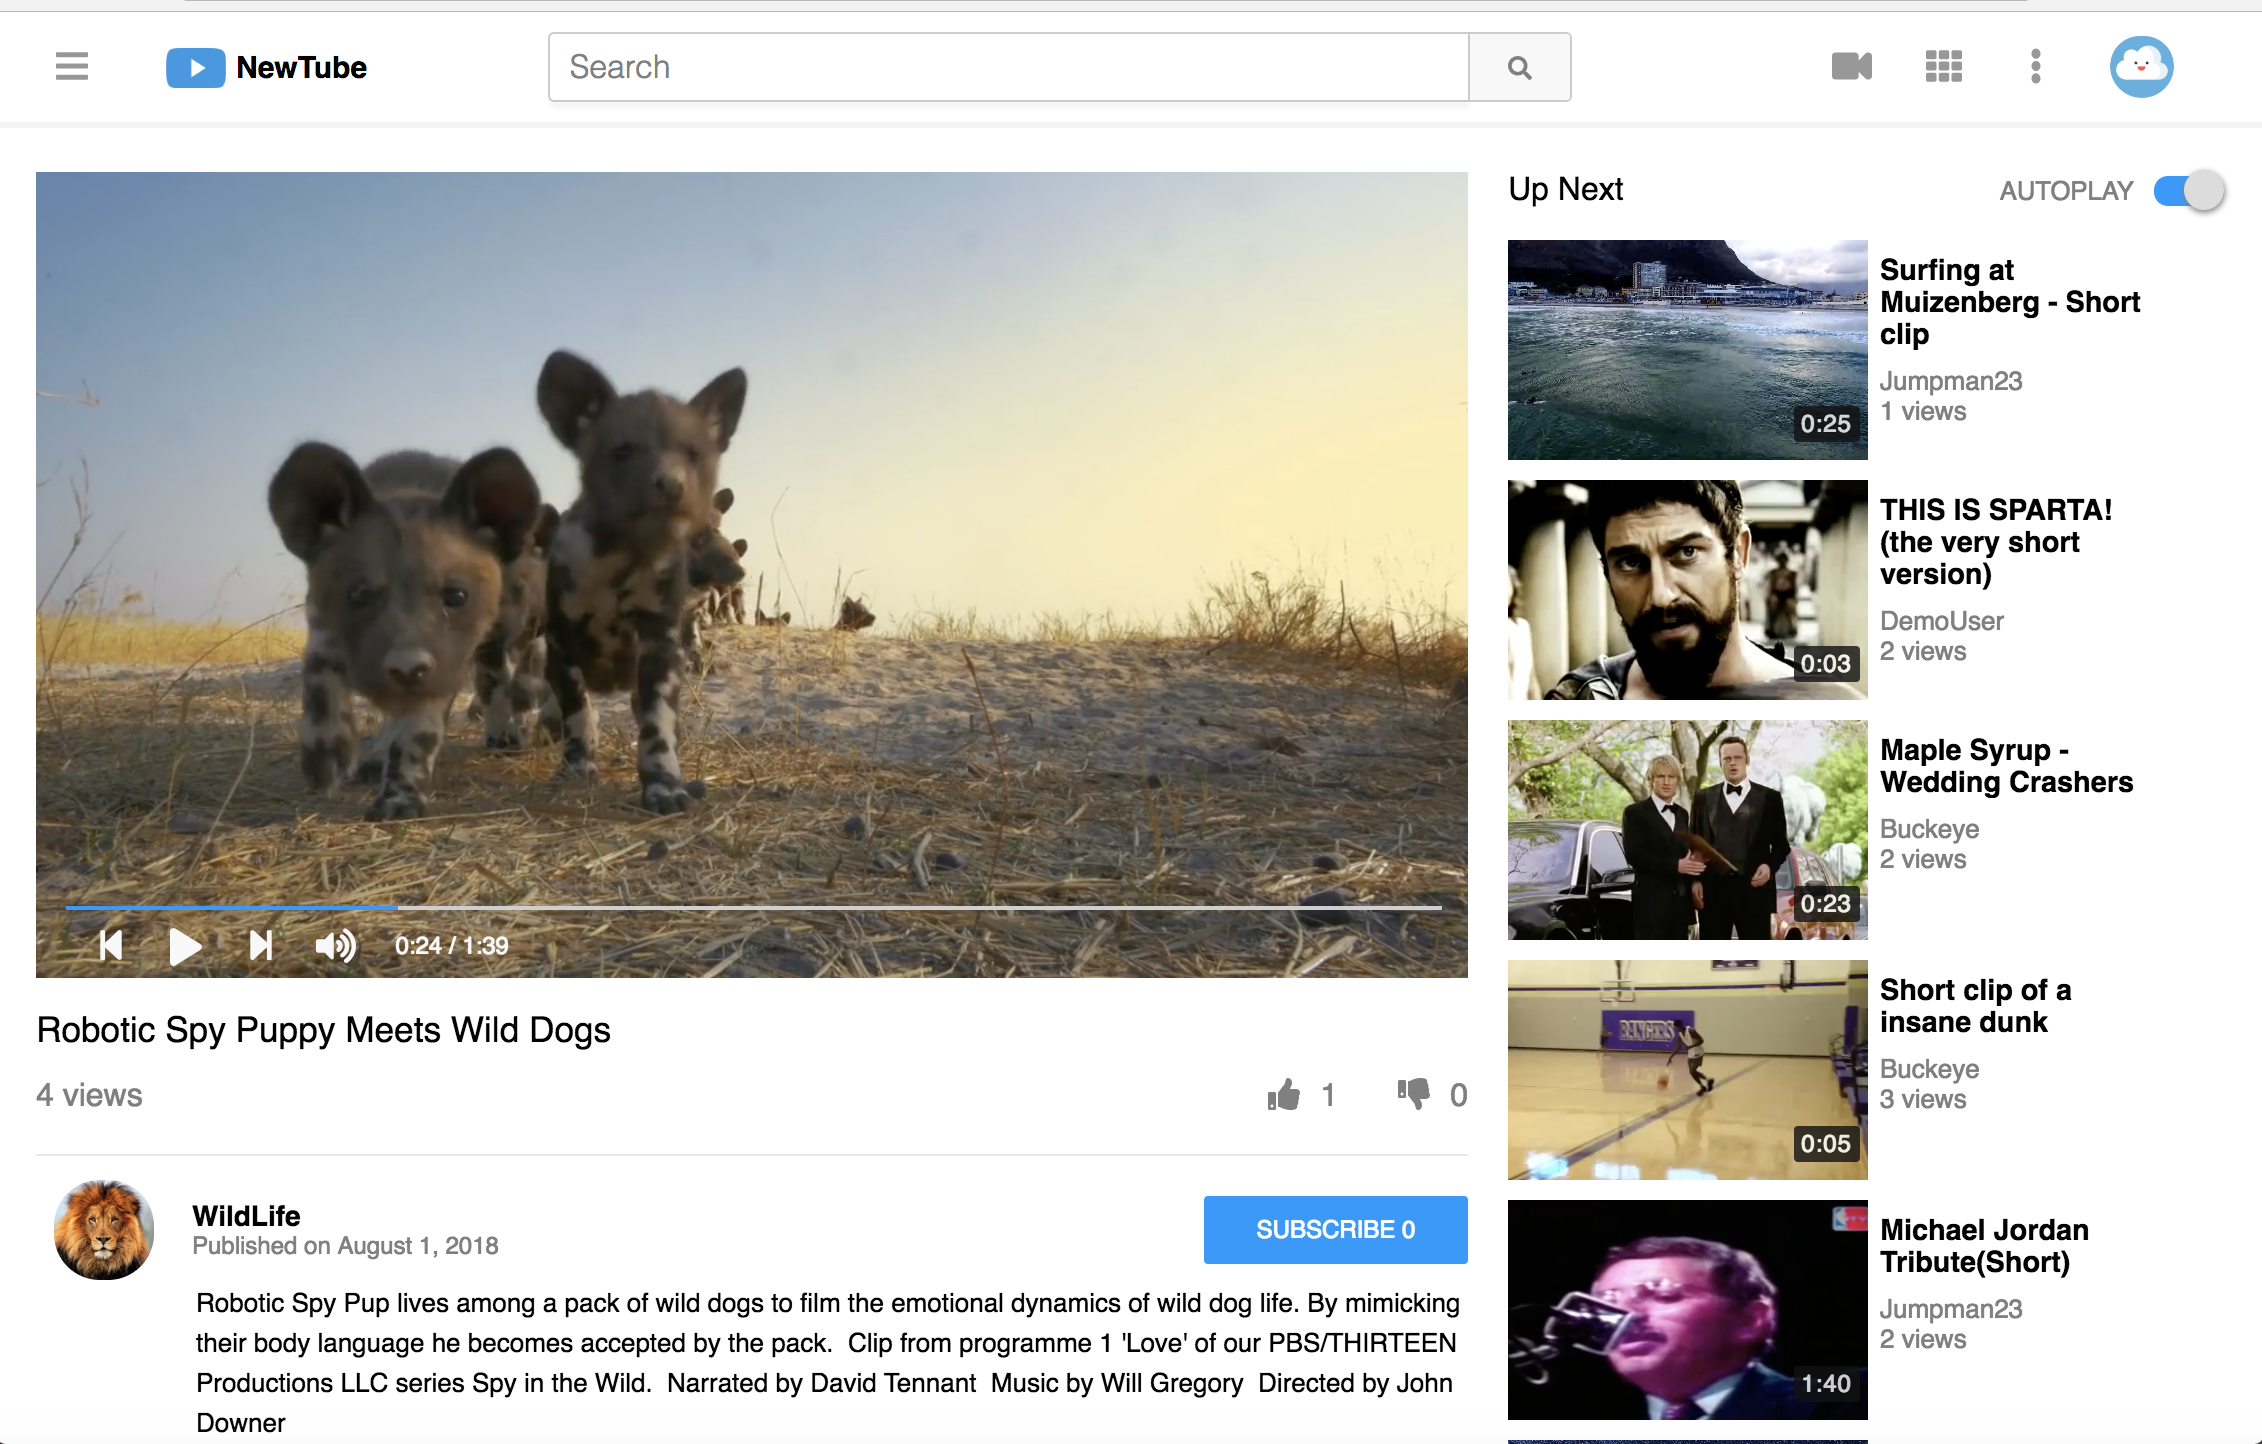 NewTube
Search
Up Next
AUTOPLAY
0:25
Surfing at
Muizenberg - Short
clip
Jumpman23
1 views
0:03
THIS IS SPARTA!
(the very short
version)
DemoUser
2 views
0:23
Maple Syrup -
Wedding Crashers
Buckeye
2 views
RANGERS
0:05
Short clip of a
insane dunk
Buckeye
3 views
1:40
Michael Jordan
Tribute(Short)
Jumpman23
2 views
0:24 / 1:39
Robotic Spy Puppy Meets Wild Dogs
4 views
1
0
WildLife
Published on August 1, 2018
SUBSCRIBE 0
Robotic Spy Pup lives among a pack of wild dogs to film the emotional dynamics of wild dog life. By mimicking
their body language he becomes accepted by the pack.  Clip from programme 1 'Love' of our PBS/THIRTEEN
Productions LLC series Spy in the Wild.  Narrated by David Tennant  Music by Will Gregory  Directed by John
Downer